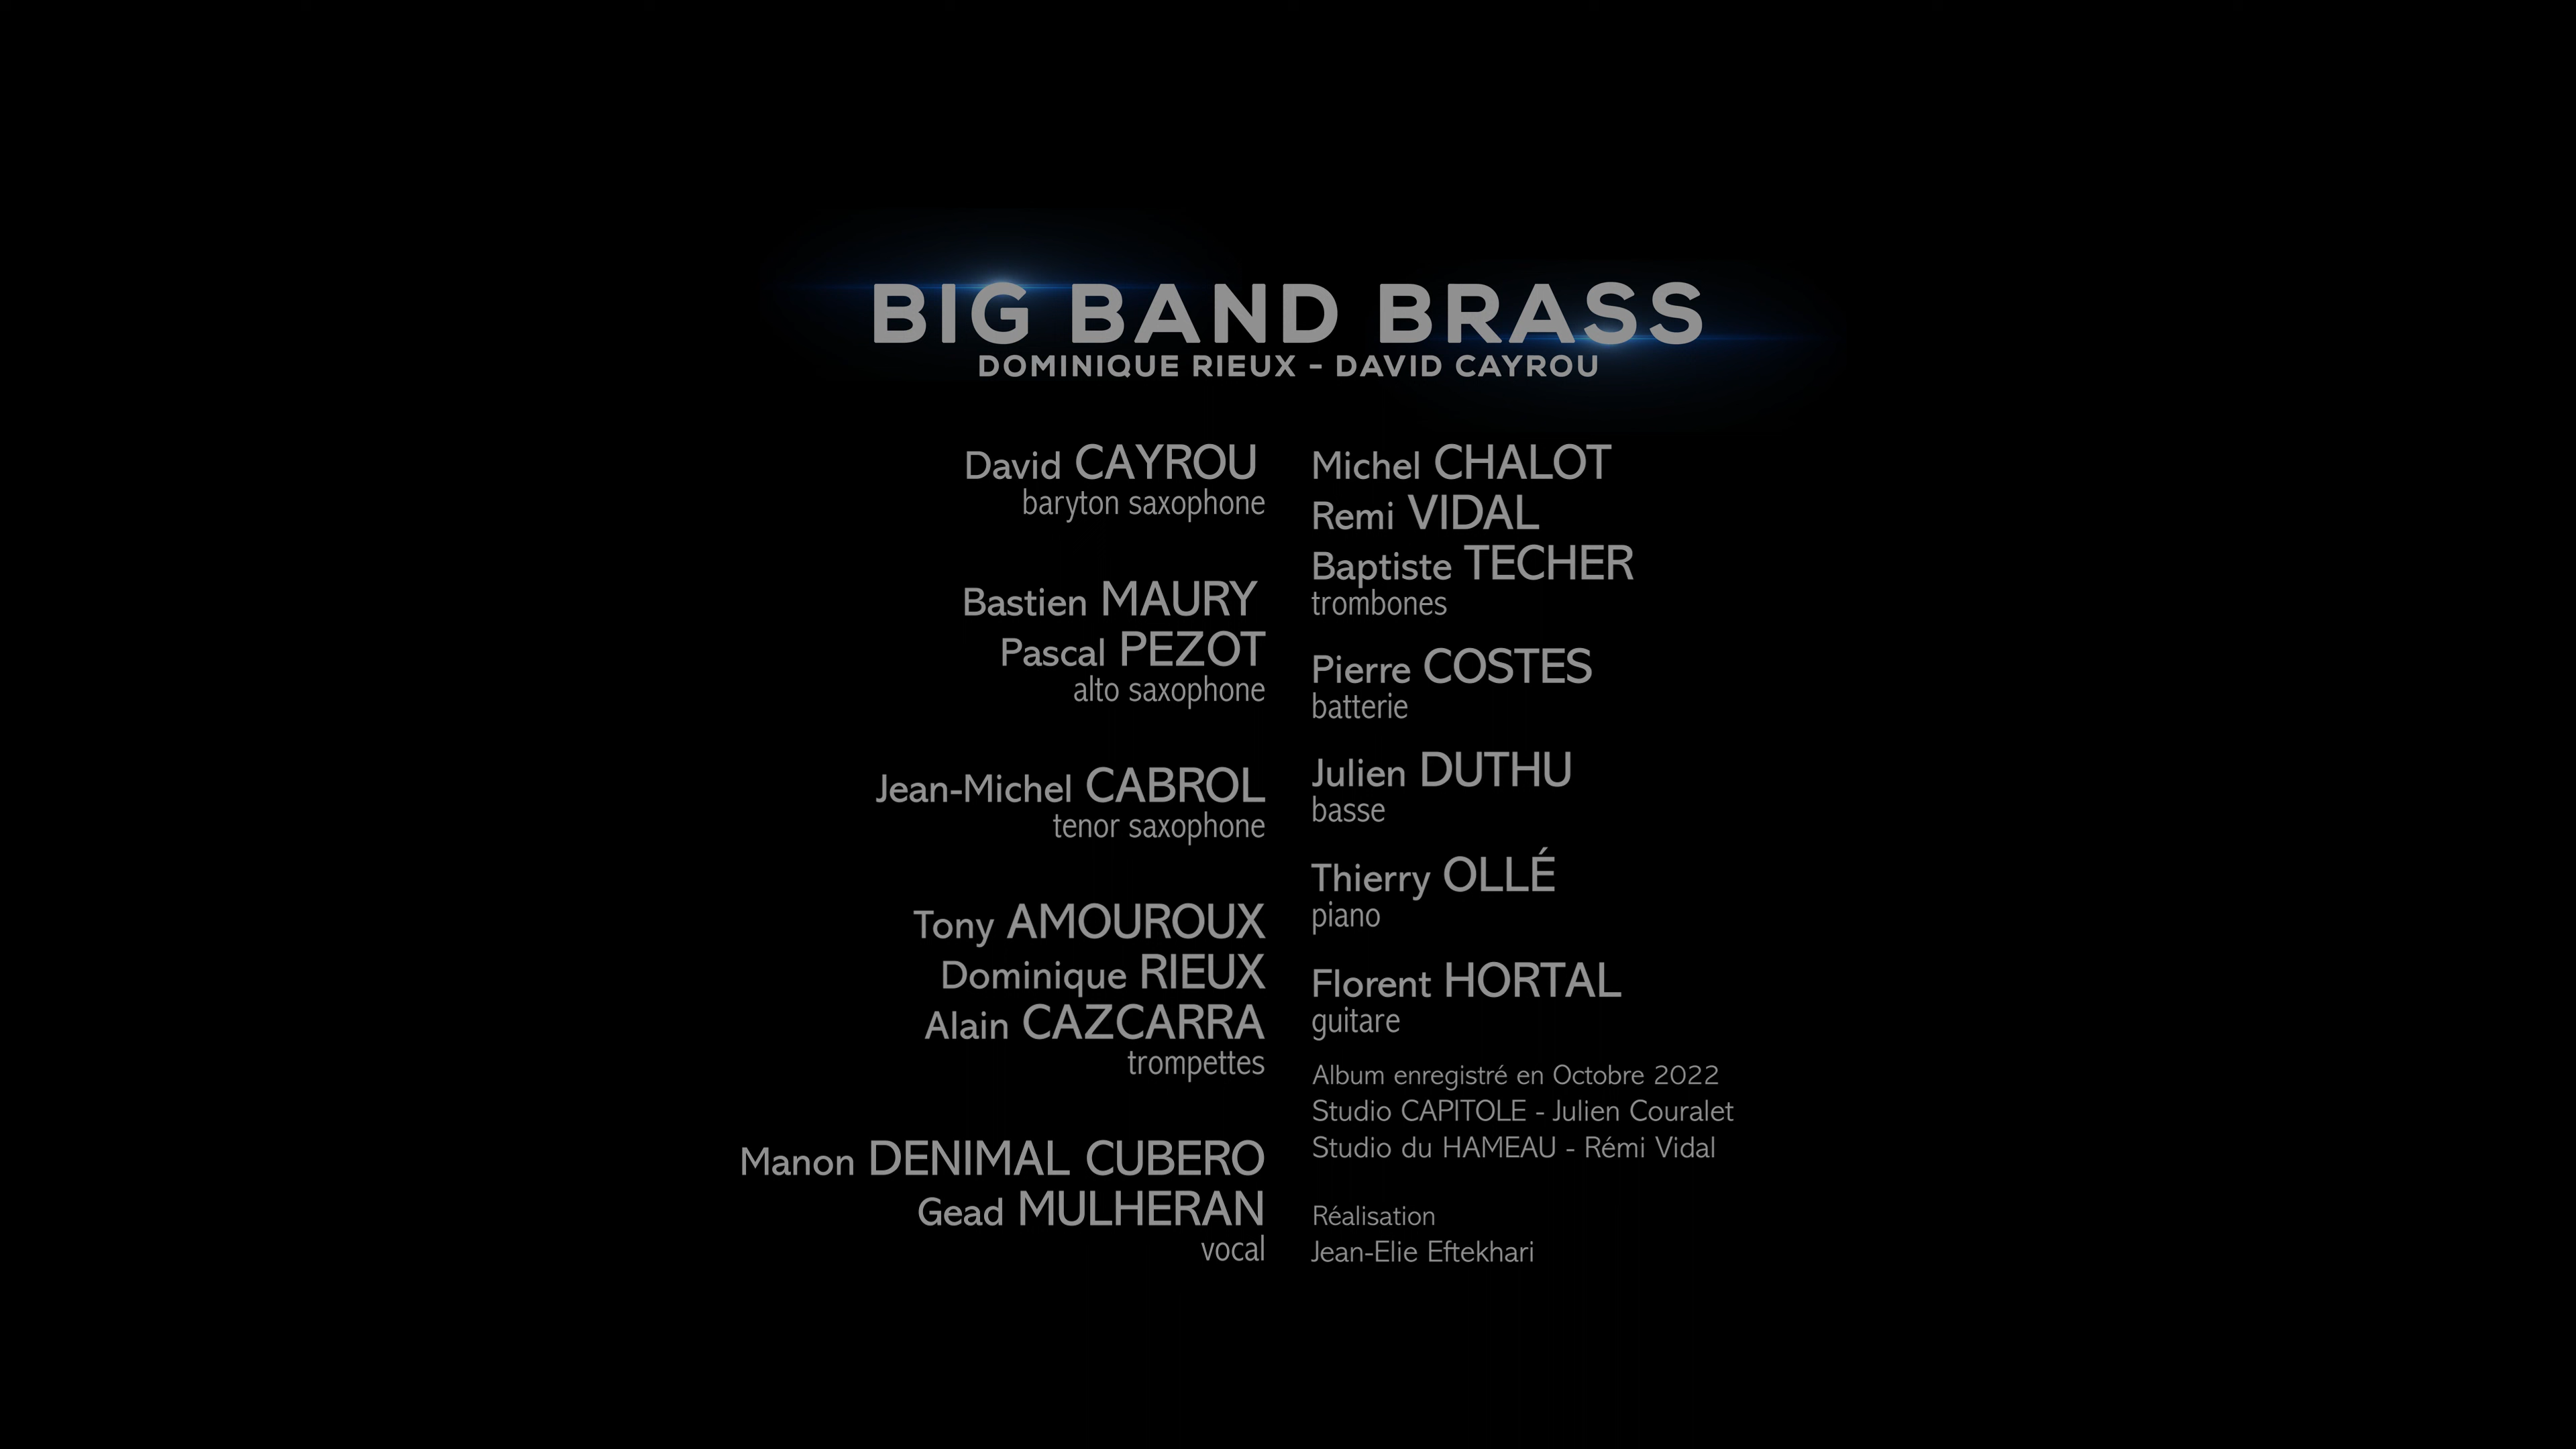 BIG BAND BRASS
DOMINIQUE RIEUX - DAVID CAYROU
David CAYROU
baryton saxophone
Bastien MAURY
Pascal PEZOT
alto saxophone
Jean-Michel CABROL
tenor saxophone
Tony AMOUROUX
Dominique RIEUX
Alain CAZCARRA
trompettes
Manon DENIMAL CUBERO
Gead MULHERAN
vocal
Michel CHALOT
Remi VIDAL
Baptiste TECHER
trombones
Pierre COSTES
batterie
Julien DUTHU
basse
Thierry OLLÉ
piano
Florent HORTAL
guitare
Album enregistré en Octobre 2022
Studio CAPITOLE - Julien Couralet
Studio du HAMEAU - Rémi Vidal
Réalisation
Jean-Elie Eftekhari